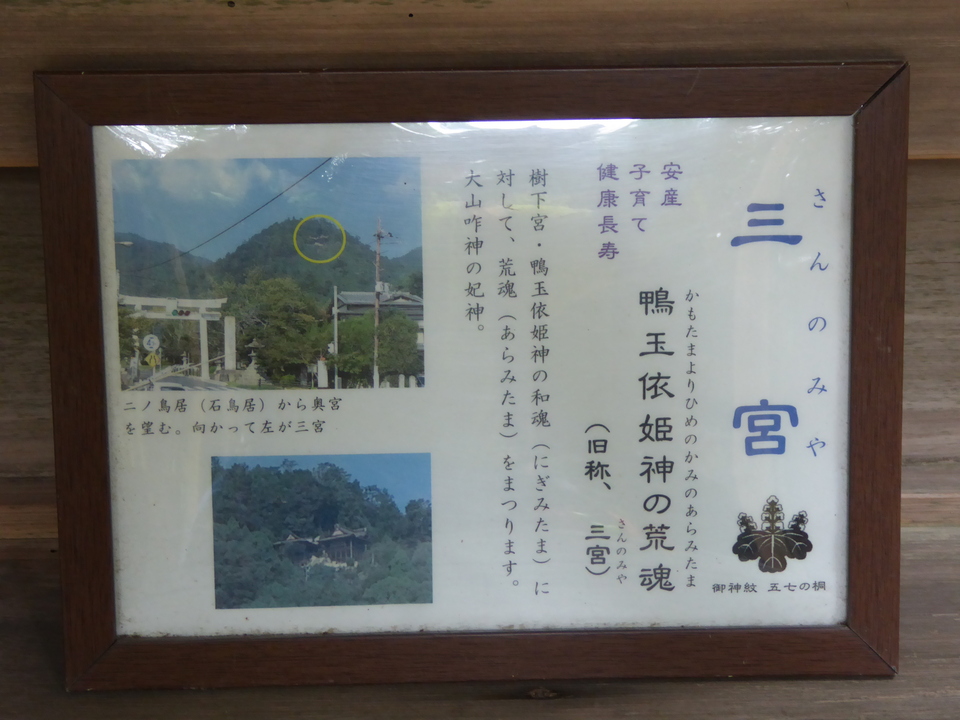 さんのみや
三宮
御神紋 五七の桐
かもたまよりひめのかみのあらみたま
鴨玉依姫神の荒魂
さんのみや
(旧称、三宮)
安産
子育て
健康長寿
樹下宮・鴨玉依姫神の和魂(にぎみたま)に
対して、荒魂(あらみたま)をまつります。
大山咋神の妃神。
二ノ鳥居(石鳥居)から奥宮
を望む。向かって左が三宮